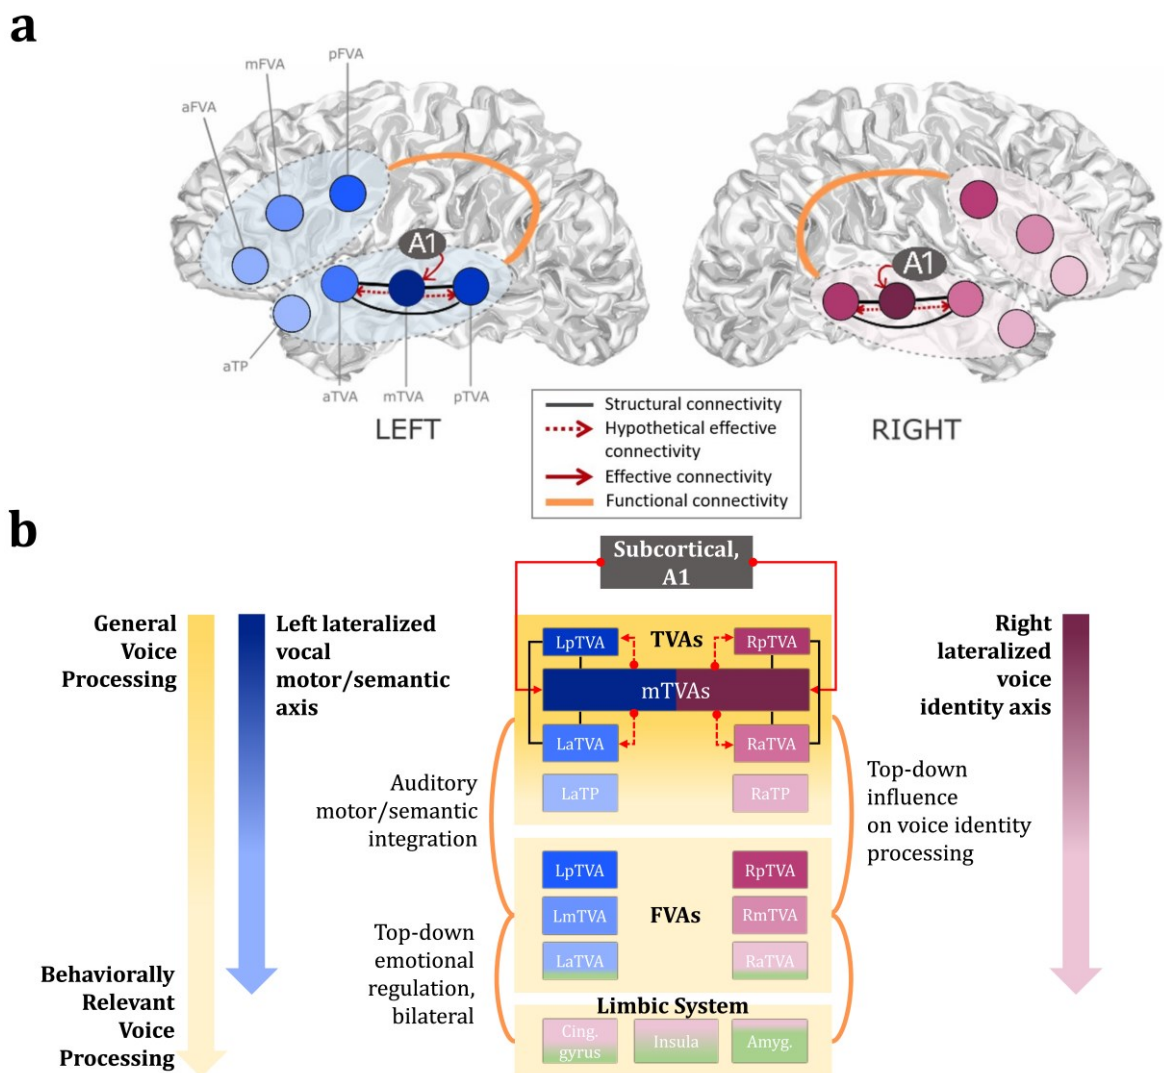 a
pFVA
mFVA
aFVA
A1
A1
aTP
aTVA
mTVA
pTVA
LEFT
RIGHT
Structural connectivity
Hypothetical effective
connectivity
Effective connectivity
Functional connectivity
b
Subcortical,
A1
General
Voice
Processing
Left lateralized
vocal
motor/semantic
axis
LpTVA
TVAs
RpTVA
mTVAs
LaTVA
RaTVA
LaTP
RaTP
Right
lateralized
voice
identity axis
Auditory
motor/semantic
integration
Top-down
influence
on voice identity
processing
LpTVA
RpTVA
LmTVA
FVAs
RmTVA
LaTVA
RaTVA
Top-down
emotional
regulation,
bilateral
Behaviorally
Relevant
Voice
Processing
Limbic System
Cing.
gyrus
Insula
Amyg.